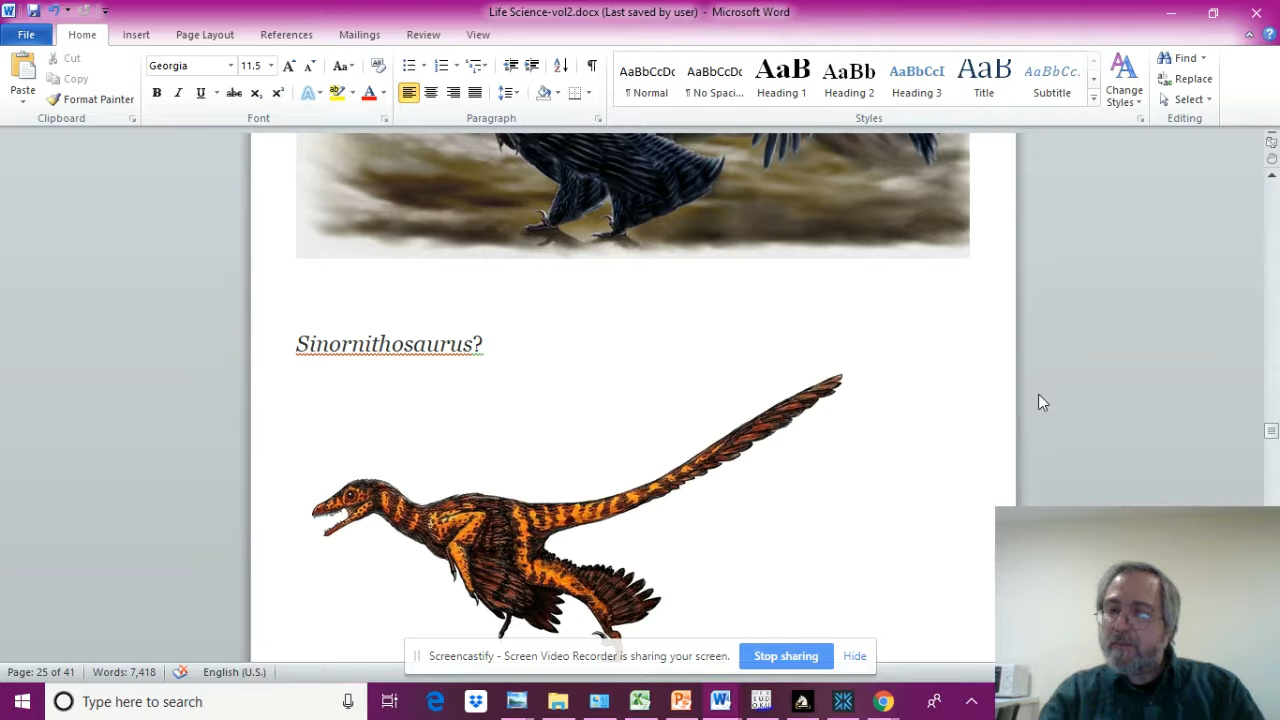 Life Science-vol2.docx (Last saved by user) - Microsoft Word
File Home Insert Page Layout References Mailings Review View
Paste
Cut
Copy
Format Painter
Clipboard
Georgia 11.5
Font
Paragraph
AaBbCcDc AaBbCcDc AaB AaBb AaBbCcI AaB AaBbCc.
¶ Normal ¶ No Spaci... Heading 1 Heading 2 Heading 3 Title Subtitle
Change Styles
Styles
Find
Replace
Select
Editing
Sinornithosaurus?
Screencastify - Screen Video Recorder is sharing your screen. Stop sharing Hide
Page: 25 of 41 Words: 7,418 English (U.S.)
Type here to search